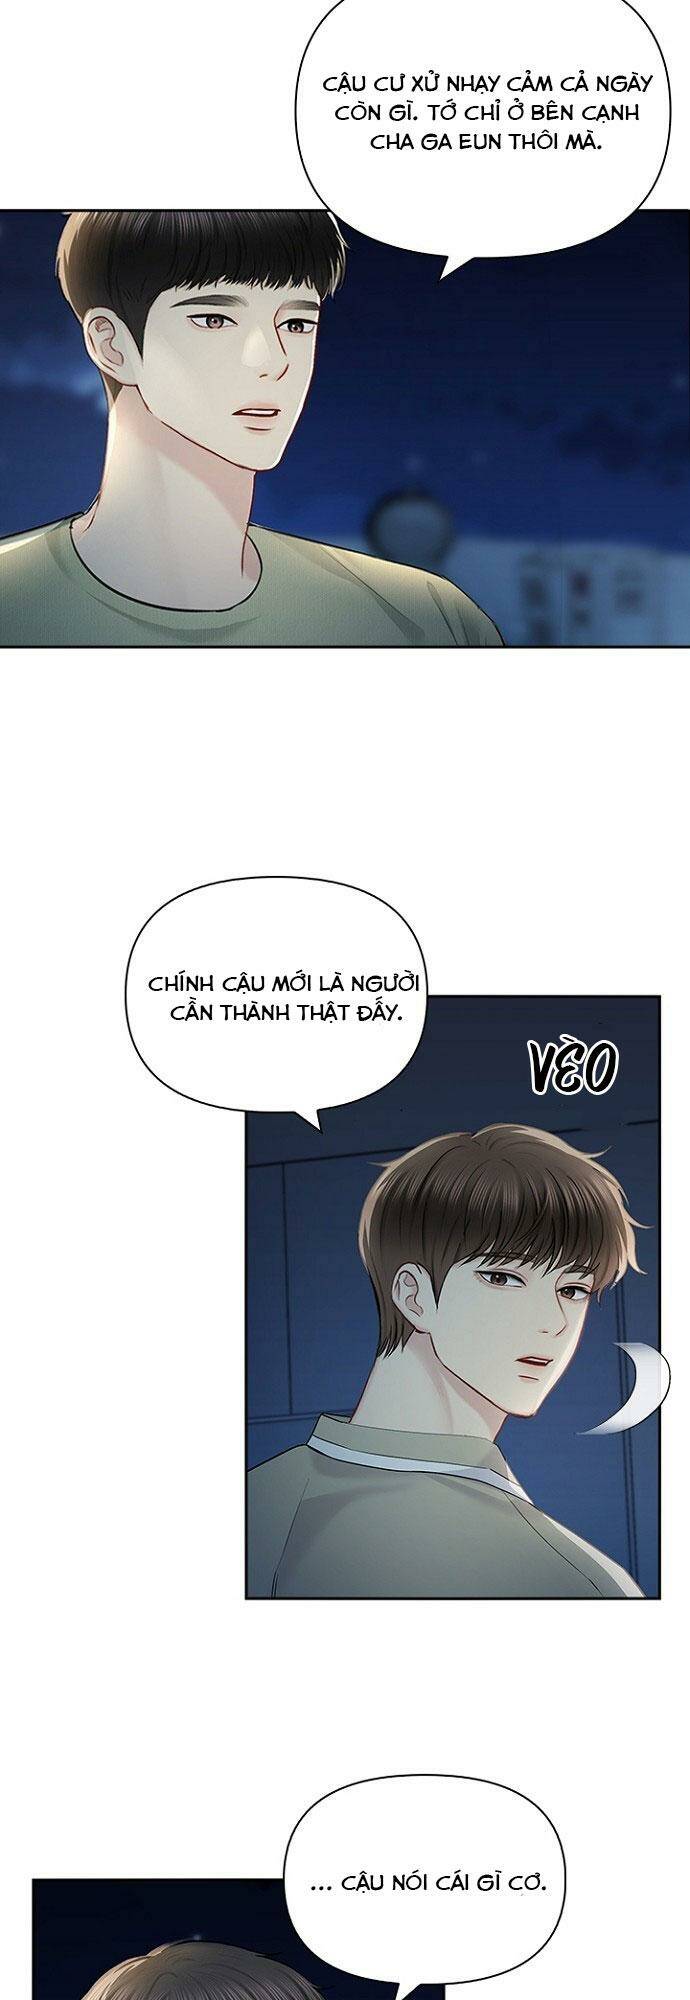 CẬU CƯ XỬ NHẠY CẢM CẢ NGÀY
CÒN GÌ. TỚ CHỈ Ở BÊN CẠNH
CHA GA EUN THÔI MÀ.
CHÍNH CẬU MỚI LÀ NGƯỜI
CẦN THÀNH THẬT ĐẤY.
VÈO
... CẬU NÓI CÁI GÌ CƠ.